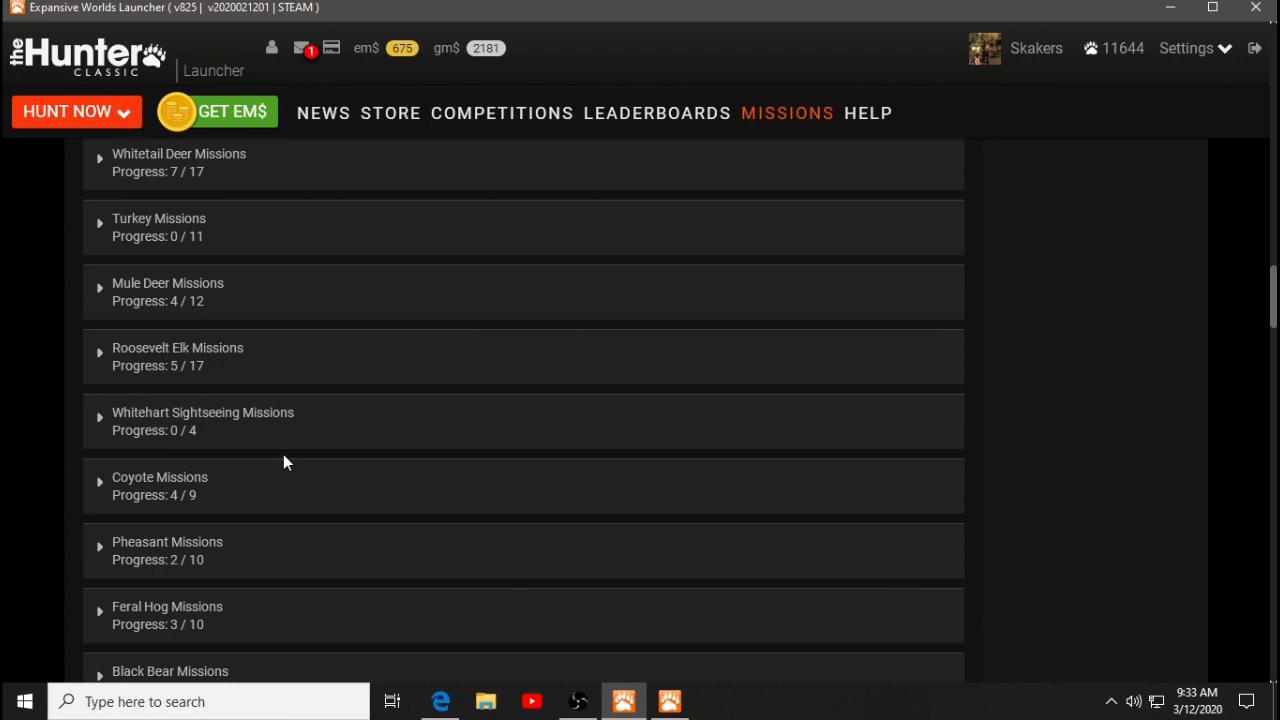 Expansive Worlds Launcher ( v825 | v2020021201 | STEAM )
theHunter
CLASSIC
Launcher
1
em$ 675 gm$ 2181
Skakers 11644 Settings
HUNT NOW GET EM$ NEWS STORE COMPETITIONS LEADERBOARDS MISSIONS HELP
Whitetail Deer Missions
Progress: 7 / 17
Turkey Missions
Progress: 0 / 11
Mule Deer Missions
Progress: 4 / 12
Roosevelt Elk Missions
Progress: 5 / 17
Whitehart Sightseeing Missions
Progress: 0 / 4
Coyote Missions
Progress: 4 / 9
Pheasant Missions
Progress: 2 / 10
Feral Hog Missions
Progress: 3 / 10
Black Bear Missions
Type here to search
9:33 AM
3/12/2020